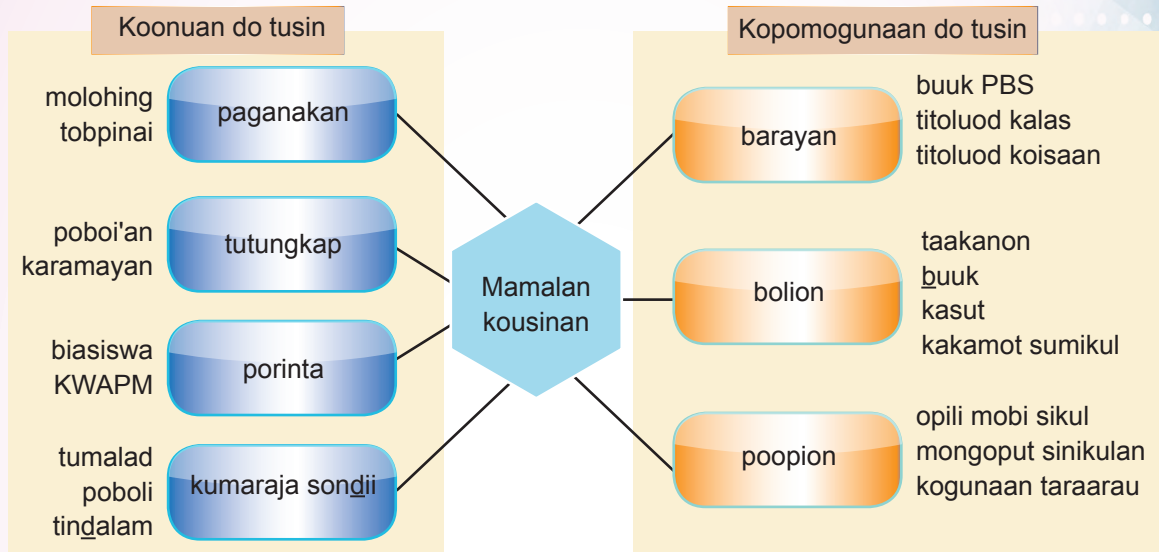 Koonuan do tusin
molohing
tobpinai
paganakan
poboi'an
karamayan
tutungkap
biasiswa
KWAPM
porinta
tumalad
poboli
tindalam
kumaraja sondii
Mamalan
kousinan
Kopomogunaan do tusin
barayan
buuk PBS
titoluod kalas
titoluod koisaan
bolion
taakanon
buuk
kasut
kakamot sumikul
poopion
opili mobi sikul
mongoput sinikulan
kogunaan taraarau